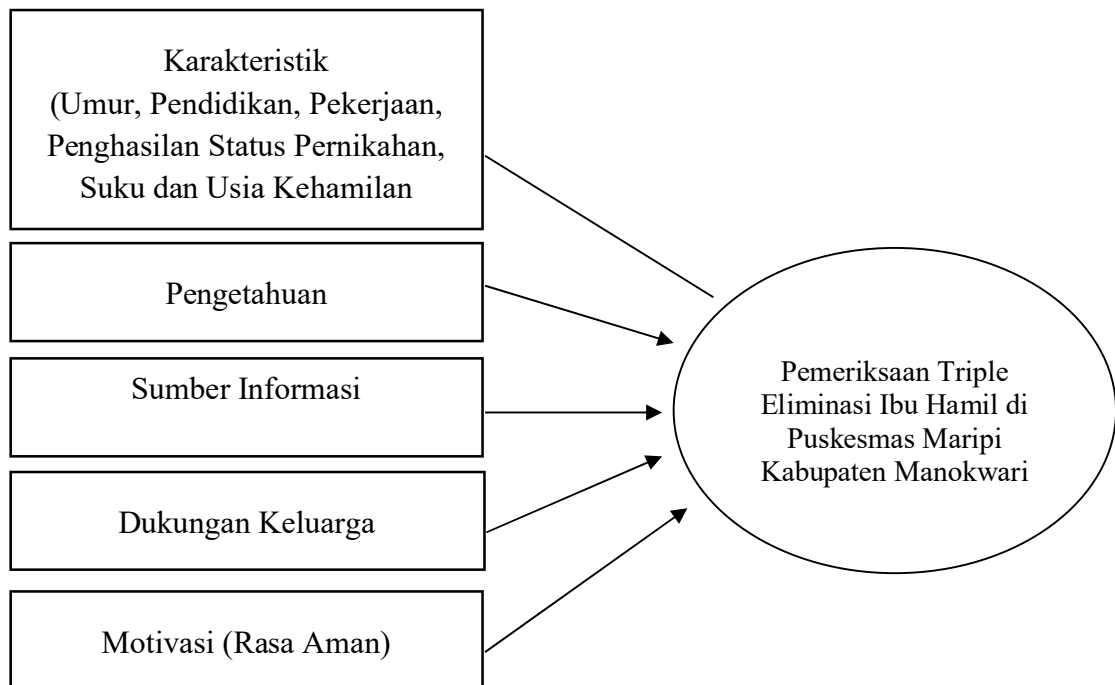 Karakteristik
(Umur, Pendidikan, Pekerjaan,
Penghasilan Status Pernikahan,
Suku dan Usia Kehamilan
Pengetahuan
Sumber Informasi
Dukungan Keluarga
Motivasi (Rasa Aman)
Pemeriksaan Triple
Eliminasi Ibu Hamil di
Puskesmas Maripi
Kabupaten Manokwari